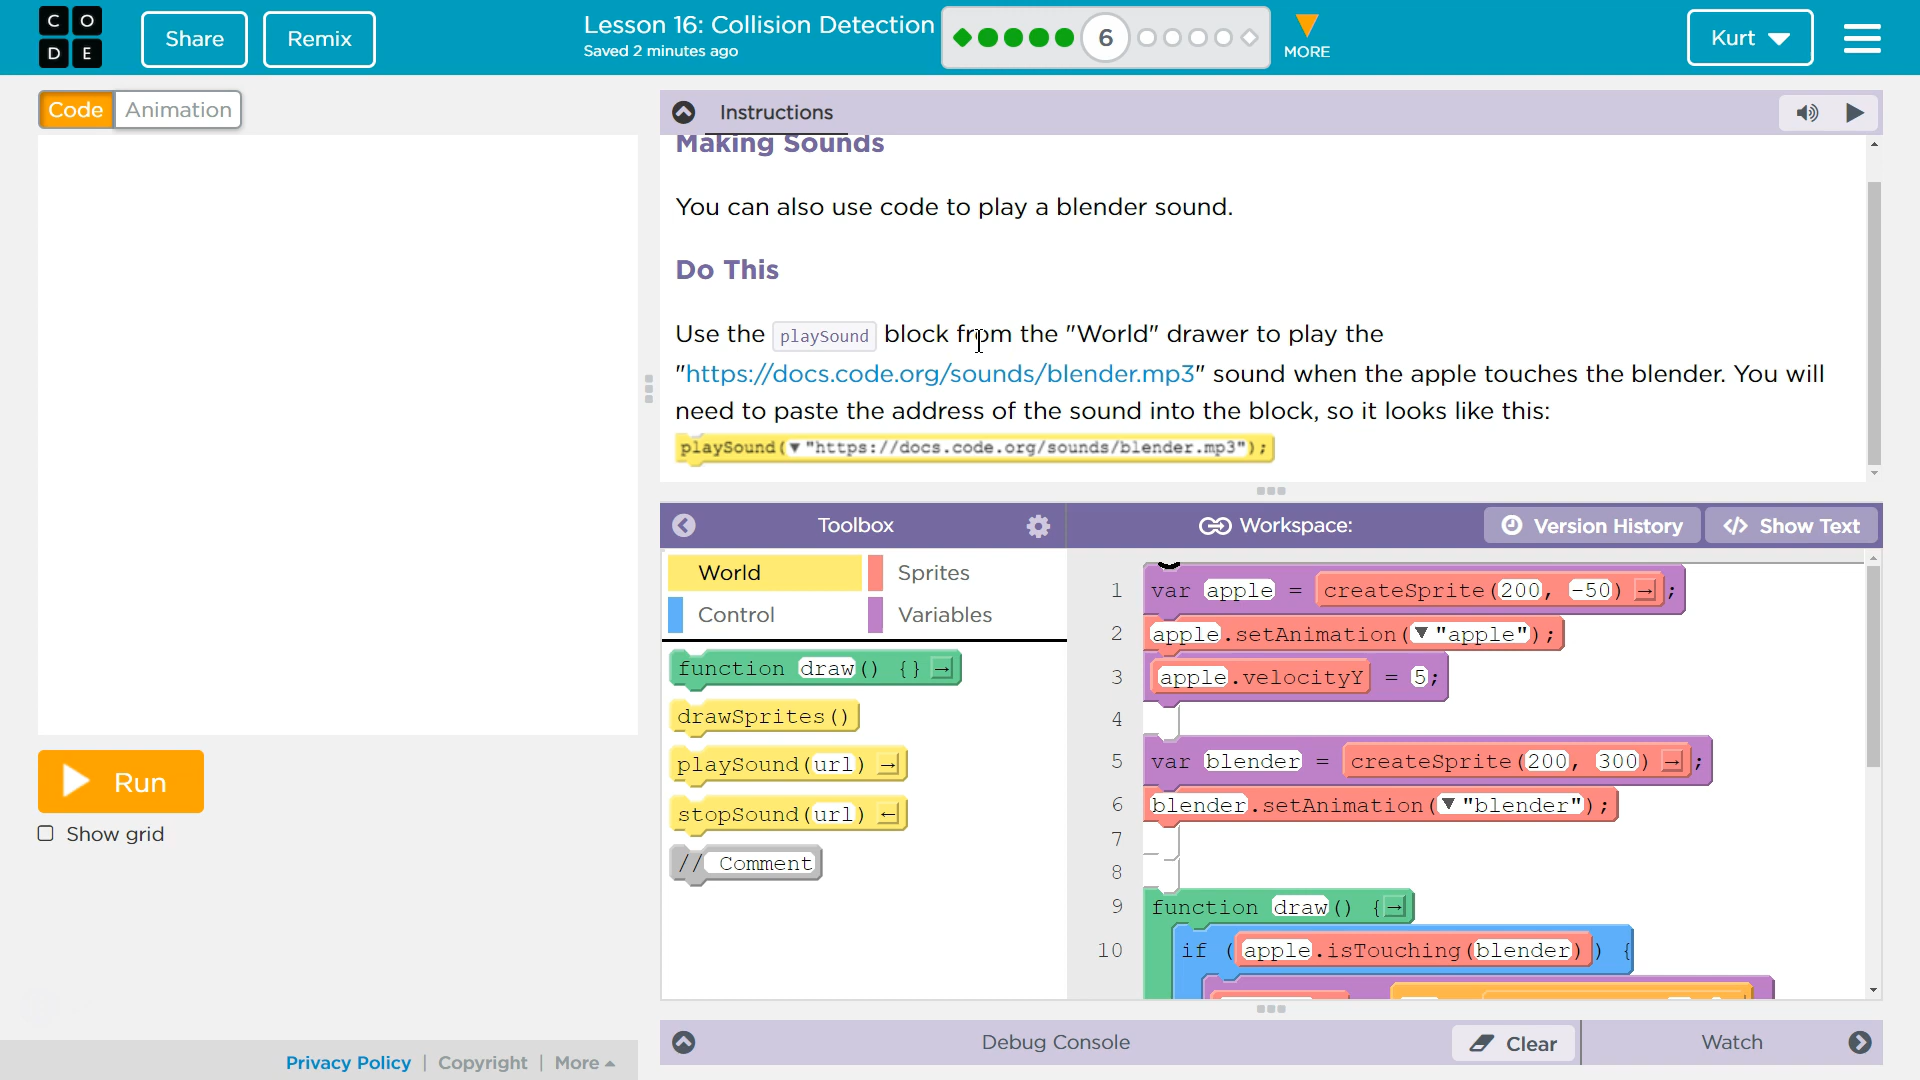 C O
D E
Share
Remix
Lesson 16: Collision Detection
Saved 2 minutes ago
6
MORE
Kurt
Code
Animation
Instructions
Making Sounds
You can also use code to play a blender sound.
Do This
Use the playSound block from the "World" drawer to play the
"https://docs.code.org/sounds/blender.mp3" sound when the apple touches the blender. You will
need to paste the address of the sound into the block, so it looks like this:
playSound(▼"https://docs.code.org/sounds/blender.mp3");
Toolbox
Workspace:
Version History
</> Show Text
World
Sprites
Control
Variables
function draw() {} →
drawSprites()
playSound(url) →
stopSound(url) ←
// Comment
1 var apple = createSprite(200, -50) →;
2 apple.setAnimation(▼"apple");
3 apple.velocityY = 5;
4
5 var blender = createSprite(200, 300) →;
6 blender.setAnimation(▼"blender");
7
8
9 function draw() {→
10 if (apple.isTouching(blender)) {
Run
Show grid
Privacy Policy | Copyright | More
Debug Console
Clear
Watch